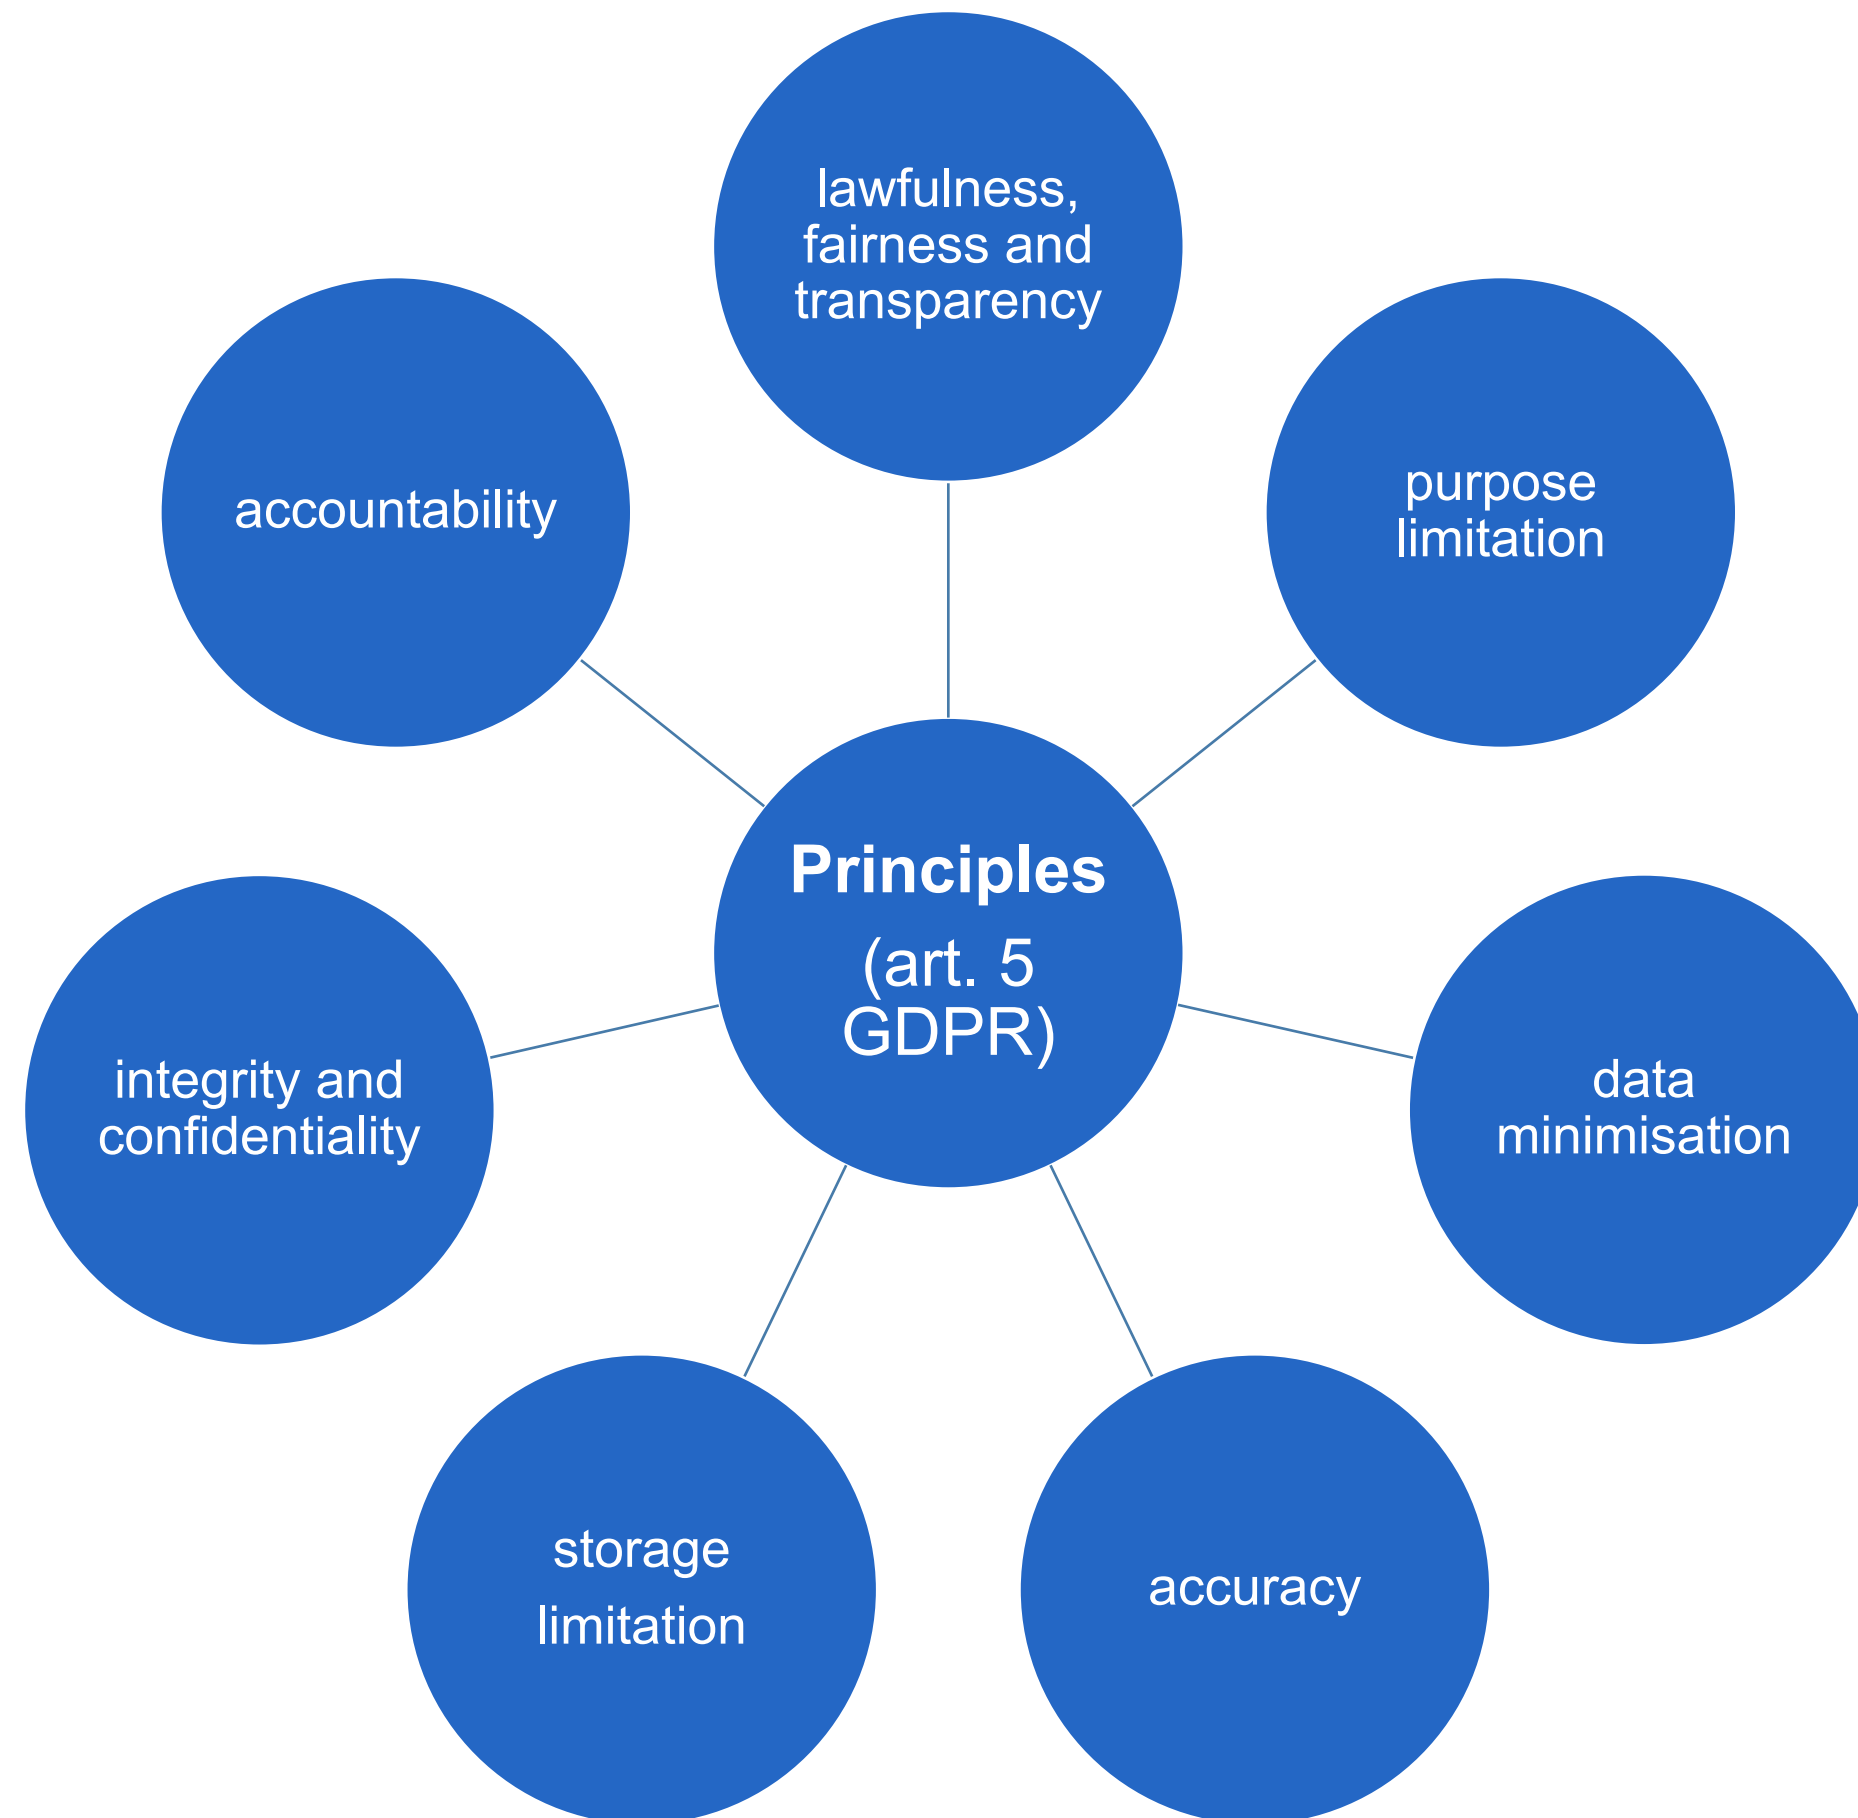 lawfulness,
fairness and
transparency
purpose
limitation
data
minimisation
accuracy
storage
limitation
integrity and
confidentiality
accountability
Principles
(art. 5
GDPR)